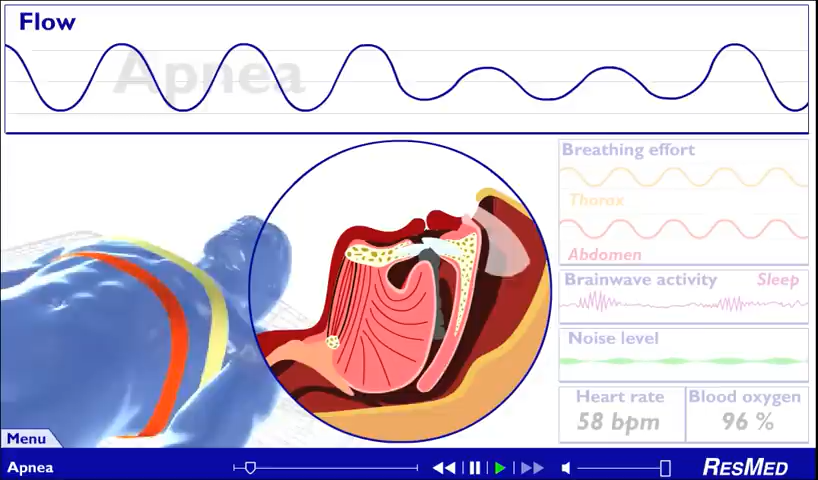 Flow
Apnea
Breathing effort
Thorax
Abdomen
Brainwave activity Sleep
Noise level
Heart rate Blood oxygen
58 bpm 96 %
Menu
Apnea RESMED